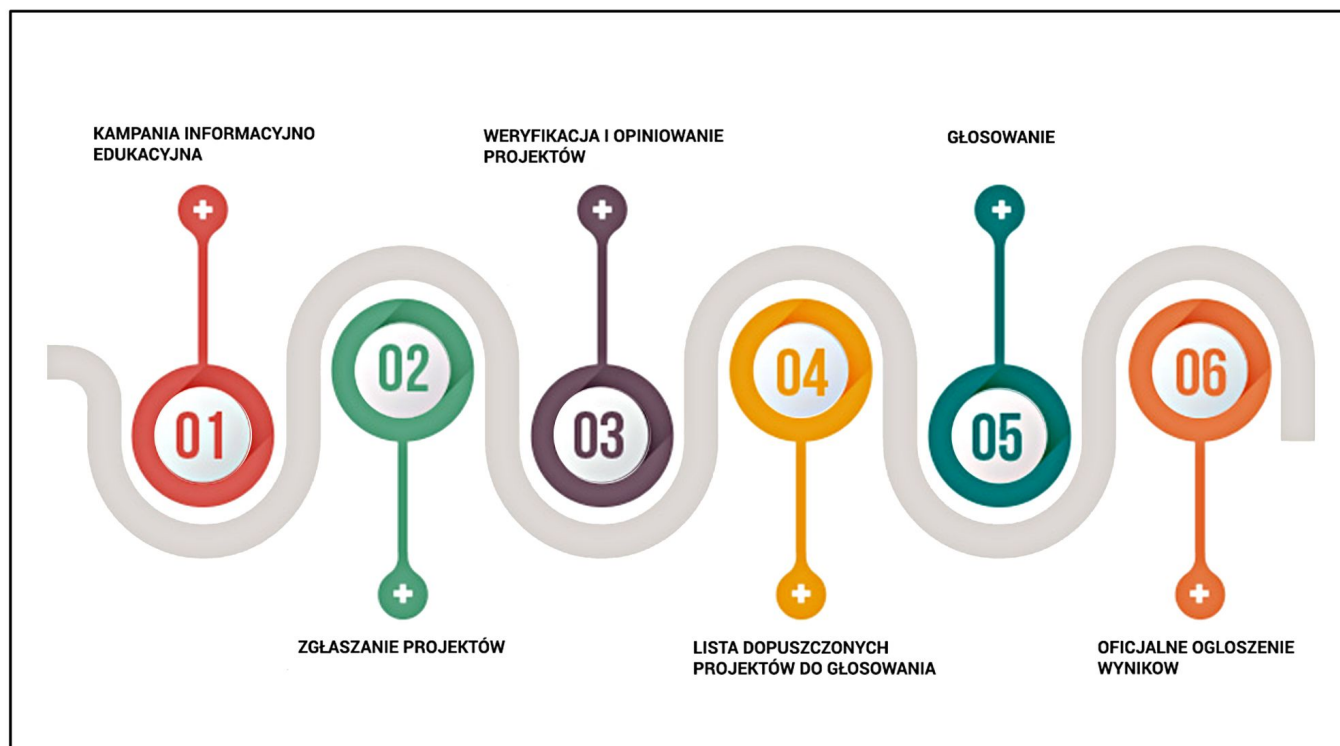 KAMPANIA INFORMACYJNO
EDUKACYJNA
01
02
ZGŁASZANIE PROJEKTÓW
WERYFIKACJA I OPINIOWANIE
PROJEKTÓW
03
04
LISTA DOPUSZCZONYCH
PROJEKTÓW DO GŁOSOWANIA
GŁOSOWANIE
05
06
OFICJALNE OGLOSZENIE
WYNIKOW